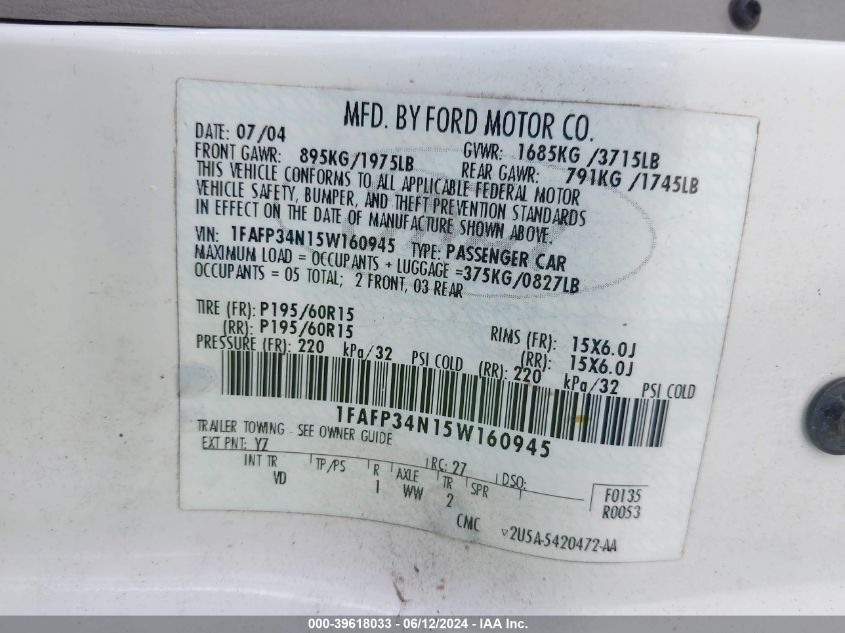 MFD. BY FORD MOTOR CO.
DATE: 07/04 GVWR: 1685KG /3715LB
FRONT GAWR: 895KG/1975LB REAR GAWR: 791KG /1745LB
THIS VEHICLE CONFORMS TO ALL APPLICABLE FEDERAL MOTOR
VEHICLE SAFETY, BUMPER, AND THEFT PREVENTION STANDARDS
IN EFFECT ON THE DATE OF MANUFACTURE SHOWN ABOVE.
VIN: 1FAFP34N15W160945 TYPE: PASSENGER CAR
MAXIMUM LOAD = OCCUPANTS + LUGGAGE =375KG/0827LB
OCCUPANTS = 05 TOTAL; 2 FRONT, 03 REAR
TIRE (FR): P195/60R15 RIMS (FR): 15X6.0J
(RR): P195/60R15 (RR): 15X6.0J
PRESSURE (FR): 220 kPa/32 PSI COLD (RR): 220 kPa/32 PSI COLD
1FAFP34N15W160945
TRAILER TOWING - SEE OWNER GUIDE
EXT PNT: YZ RC: 27 DSO:
INT TR TP/PS R AXLE TR SPR
VD 1 WW 2
F0135
R0053
CMC V2U5A-5420472-AA
000-39618033 - 06/12/2024 - IAA Inc.